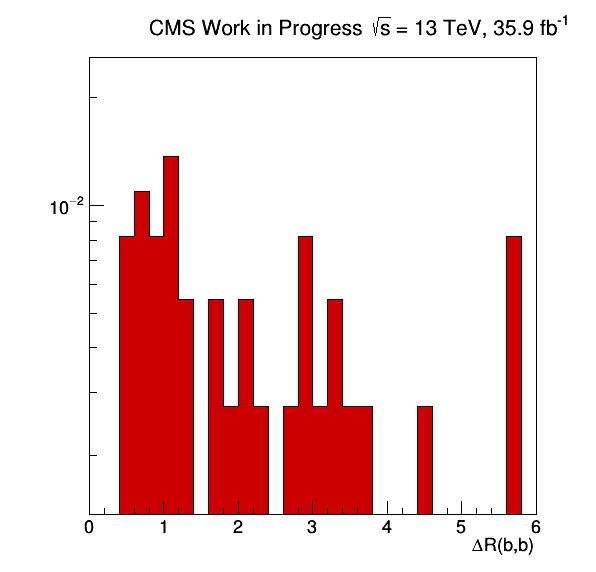 CMS Work in Progress √s = 13 TeV, 35.9 fb⁻¹
10⁻²
0 1 2 3 4 5 6
ΔR(b,b)